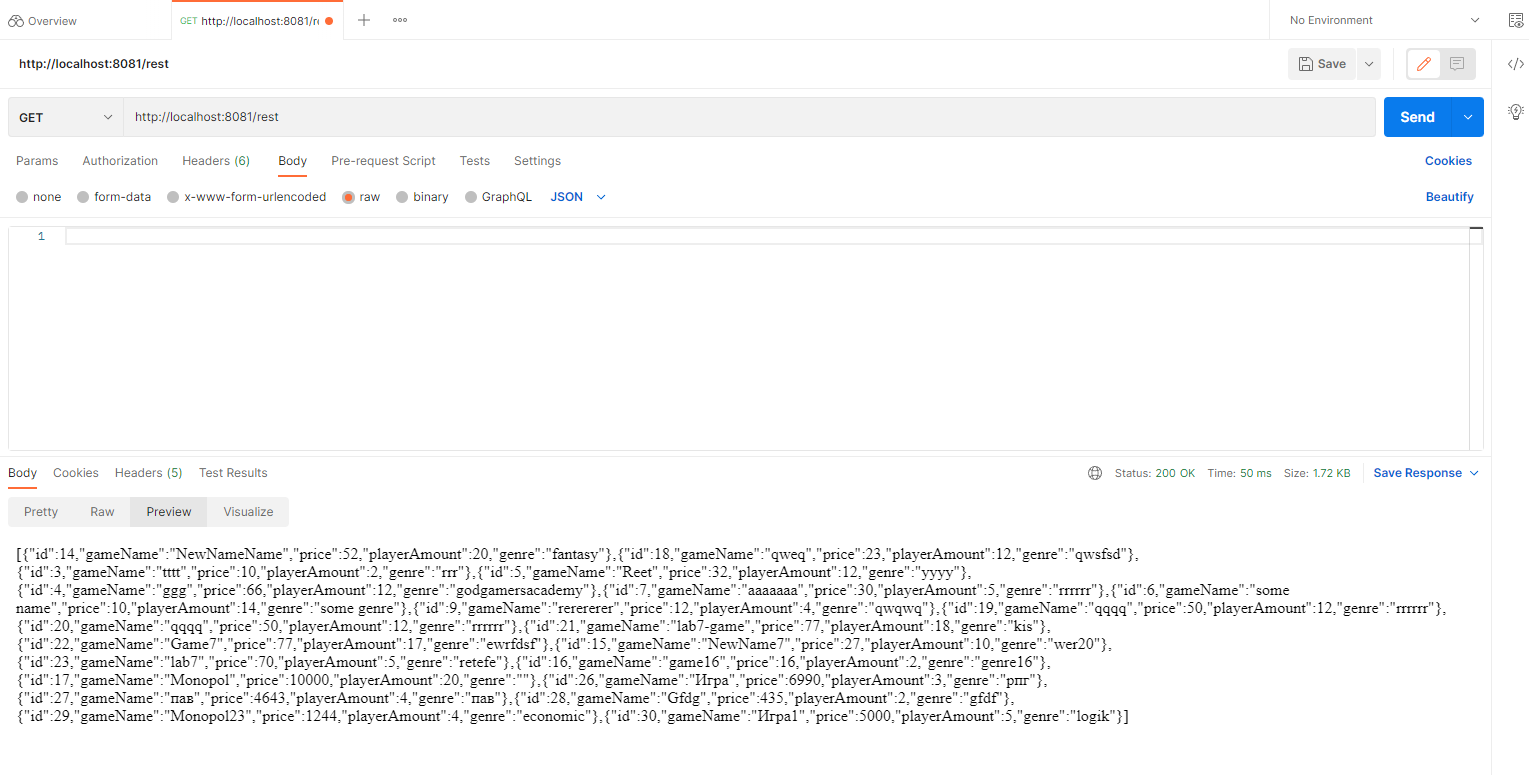 Overview
GET http://localhost:8081/r
No Environment
http://localhost:8081/rest
Save
GET http://localhost:8081/rest
Send
Params Authorization Headers (6) Body Pre-request Script Tests Settings Cookies
none form-data x-www-form-urlencoded raw binary GraphQL JSON Beautify
1
Body Cookies Headers (5) Test Results Status: 200 OK Time: 50 ms Size: 1.72 KB Save Response
Pretty Raw Preview Visualize
[{"id":14,"gameName":"NewNameName","price":52,"playerAmount":20,"genre":"fantasy"},{"id":18,"gameName":"qweq","price":23,"playerAmount":12,"genre":"qwsfsd"},
{"id":3,"gameName":"tttt","price":10,"playerAmount":2,"genre":"rrr"},{"id":5,"gameName":"Reet","price":32,"playerAmount":12,"genre":"yyyy"},
{"id":4,"gameName":"ggg","price":66,"playerAmount":12,"genre":"godgamersacademy"},{"id":7,"gameName":"aaaaaaa","price":30,"playerAmount":5,"genre":"rrrrrr"},{"id":6,"gameName":"some
name","price":10,"playerAmount":14,"genre":"some genre"},{"id":9,"gameName":"rerererer","price":12,"playerAmount":4,"genre":"qwqwq"},{"id":19,"gameName":"qqqq","price":50,"playerAmount":12,"genre":"rrrrrr"},
{"id":20,"gameName":"qqqq","price":50,"playerAmount":12,"genre":"rrrrrr"},{"id":21,"gameName":"lab7-game","price":77,"playerAmount":18,"genre":"kis"},
{"id":22,"gameName":"Game7","price":77,"playerAmount":17,"genre":"ewrfdsf"},{"id":15,"gameName":"NewName7","price":27,"playerAmount":10,"genre":"wer20"},
{"id":23,"gameName":"lab7","price":70,"playerAmount":5,"genre":"retefe"},{"id":16,"gameName":"game16","price":16,"playerAmount":2,"genre":"genre16"},
{"id":17,"gameName":"Monopol","price":10000,"playerAmount":20,"genre":""},{"id":26,"gameName":"Игра","price":6990,"playerAmount":3,"genre":"рпг"},
{"id":27,"gameName":"пав","price":4643,"playerAmount":4,"genre":"пав"},{"id":28,"gameName":"Gfdg","price":435,"playerAmount":2,"genre":"gfdf"},
{"id":29,"gameName":"Monopol23","price":1244,"playerAmount":4,"genre":"economic"},{"id":30,"gameName":"Игра1","price":5000,"playerAmount":5,"genre":"logik"}]